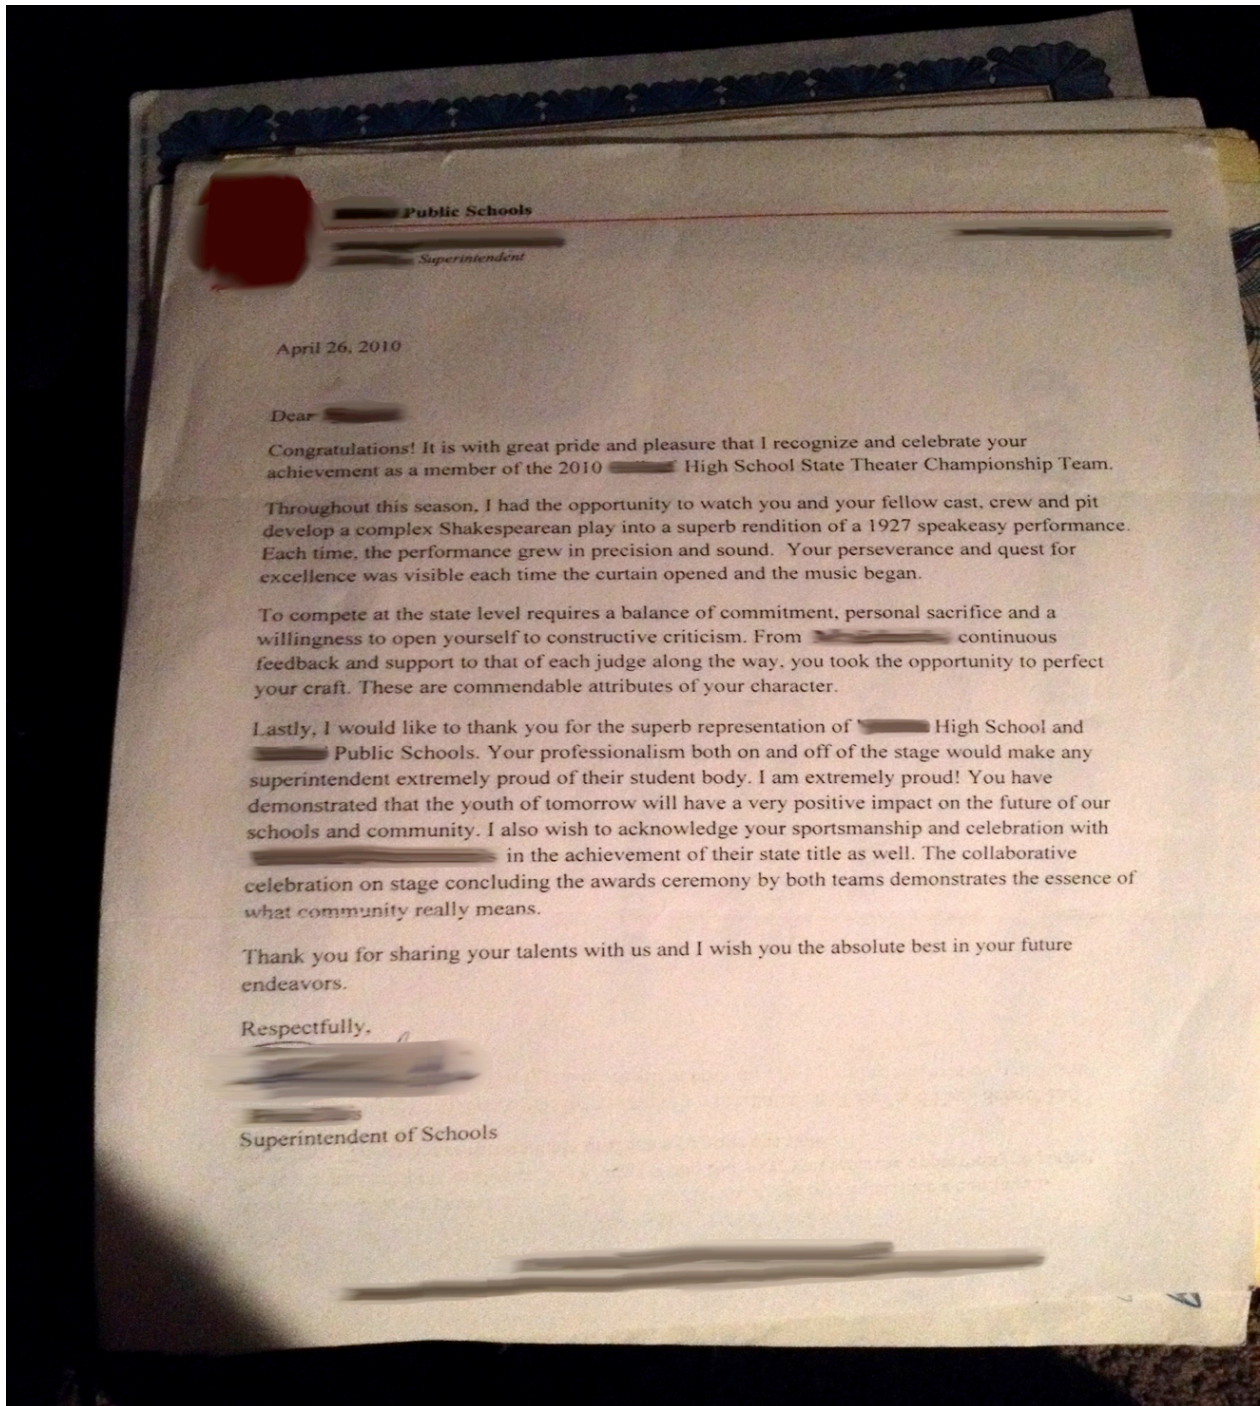 Public Schools
Superintendent
April 26, 2010
Dear
Congratulations! It is with great pride and pleasure that I recognize and celebrate your
achievement as a member of the 2010 High School State Theater Championship Team.
Throughout this season, I had the opportunity to watch you and your fellow cast, crew and pit
develop a complex Shakespearean play into a superb rendition of a 1927 speakeasy performance.
Each time, the performance grew in precision and sound. Your perseverance and quest for
excellence was visible each time the curtain opened and the music began.
To compete at the state level requires a balance of commitment, personal sacrifice and a
willingness to open yourself to constructive criticism. From continuous
feedback and support to that of each judge along the way, you took the opportunity to perfect
your craft. These are commendable attributes of your character.
Lastly, I would like to thank you for the superb representation of High School and
Public Schools. Your professionalism both on and off of the stage would make any
superintendent extremely proud of their student body. I am extremely proud! You have
demonstrated that the youth of tomorrow will have a very positive impact on the future of our
schools and community. I also wish to acknowledge your sportsmanship and celebration with
in the achievement of their state title as well. The collaborative
celebration on stage concluding the awards ceremony by both teams demonstrates the essence of
what community really means.
Thank you for sharing your talents with us and I wish you the absolute best in your future
endeavors.
Respectfully,
Superintendent of Schools